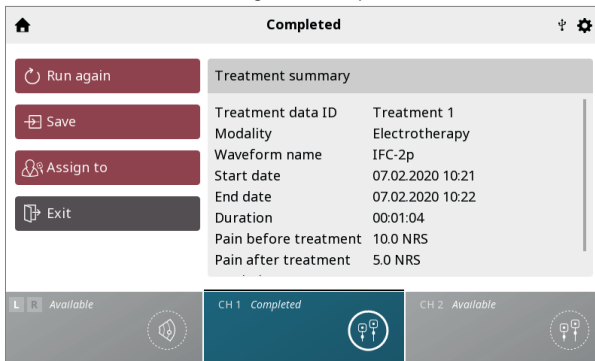 Completed
Run again
Save
Assign to
Exit
Treatment summary
Treatment data ID Treatment 1
Modality Electrotherapy
Waveform name IFC-2p
Start date 07.02.2020 10:21
End date 07.02.2020 10:22
Duration 00:01:04
Pain before treatment 10.0 NRS
Pain after treatment 5.0 NRS
L R Available
CH 1 Completed
CH 2 Available